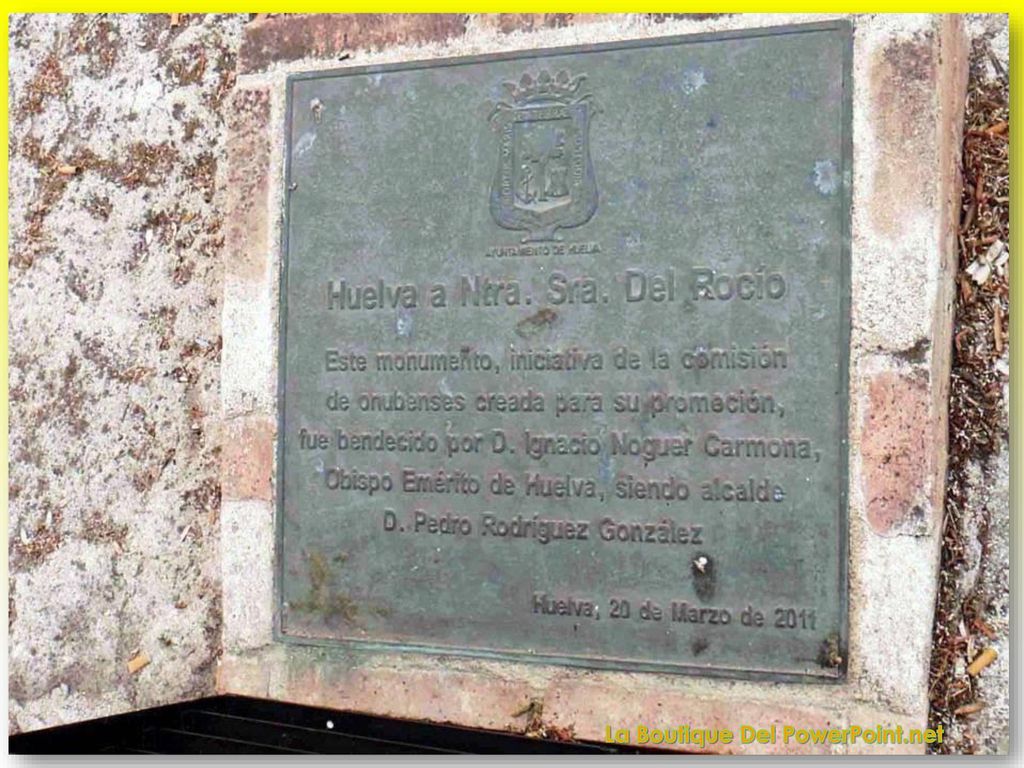 AYUNTAMIENTO DE HUELVA
Huelva a Ntra. Sra. Del Rocío
Este monumento, iniciativa de la comisión
de onubenses creada para su promoción,
fue bendecido por D. Ignacio Noguer Carmona,
Obispo Emérito de Huelva, siendo alcalde
D. Pedro Rodríguez González
Huelva, 20 de Marzo de 2011
La Boutique Del PowerPoint.net